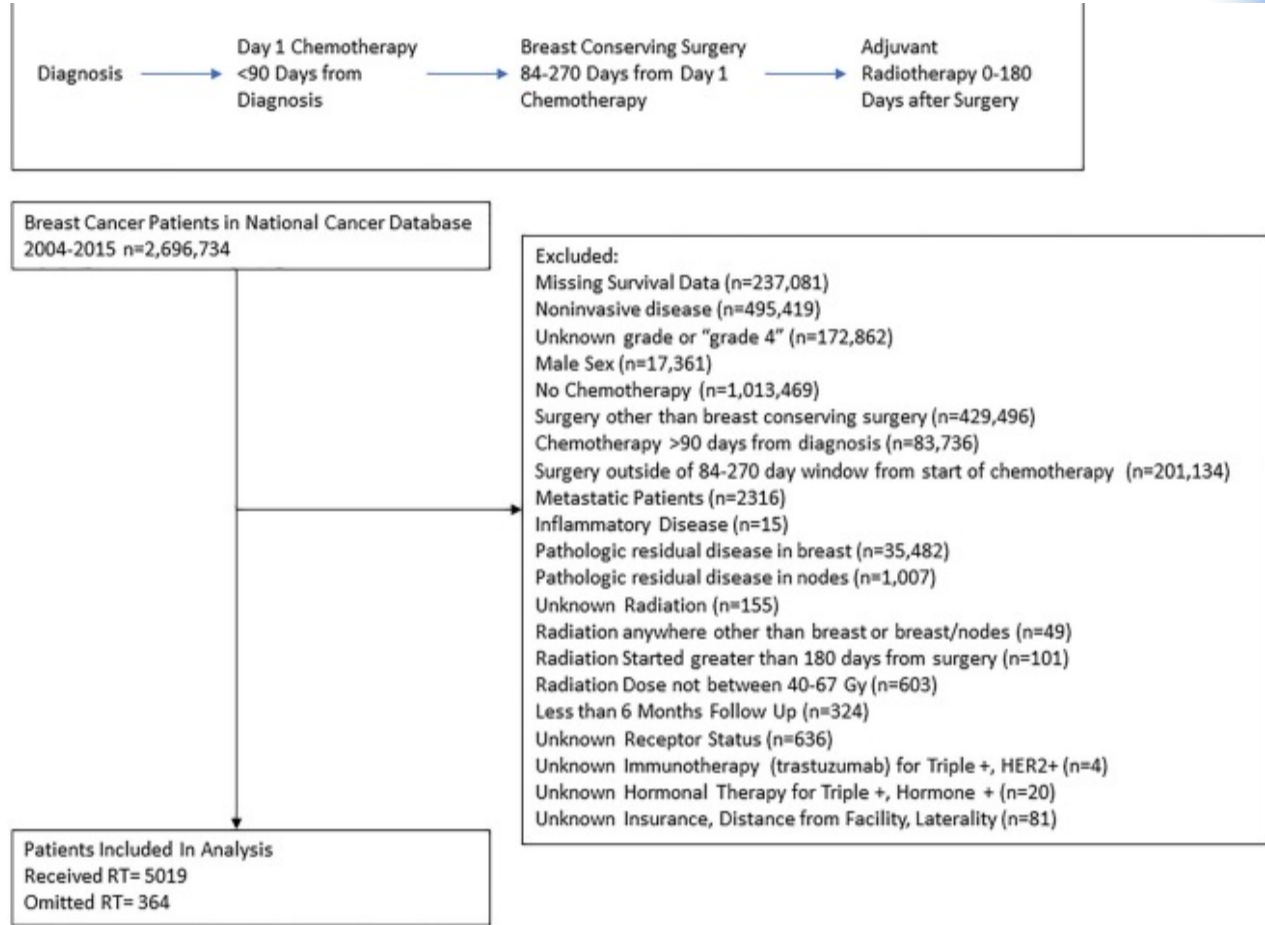 Diagnosis
Day 1 Chemotherapy
<90 Days from
Diagnosis
Breast Conserving Surgery
84-270 Days from Day 1
Chemotherapy
Adjuvant
Radiotherapy 0-180
Days after Surgery
Breast Cancer Patients in National Cancer Database
2004-2015 n=2,696,734
Excluded:
Missing Survival Data (n=237,081)
Noninvasive disease (n=495,419)
Unknown grade or “grade 4” (n=172,862)
Male Sex (n=17,361)
No Chemotherapy (n=1,013,469)
Surgery other than breast conserving surgery (n=429,496)
Chemotherapy >90 days from diagnosis (n=83,736)
Surgery outside of 84-270 day window from start of chemotherapy (n=201,134)
Metastatic Patients (n=2316)
Inflammatory Disease (n=15)
Pathologic residual disease in breast (n=35,482)
Pathologic residual disease in nodes (n=1,007)
Unknown Radiation (n=155)
Radiation anywhere other than breast or breast/nodes (n=49)
Radiation Started greater than 180 days from surgery (n=101)
Radiation Dose not between 40-67 Gy (n=603)
Less than 6 Months Follow Up (n=324)
Unknown Receptor Status (n=636)
Unknown Immunotherapy (trastuzumab) for Triple +, HER2+ (n=4)
Unknown Hormonal Therapy for Triple +, Hormone + (n=20)
Unknown Insurance, Distance from Facility, Laterality (n=81)
Patients Included In Analysis
Received RT= 5019
Omitted RT= 364